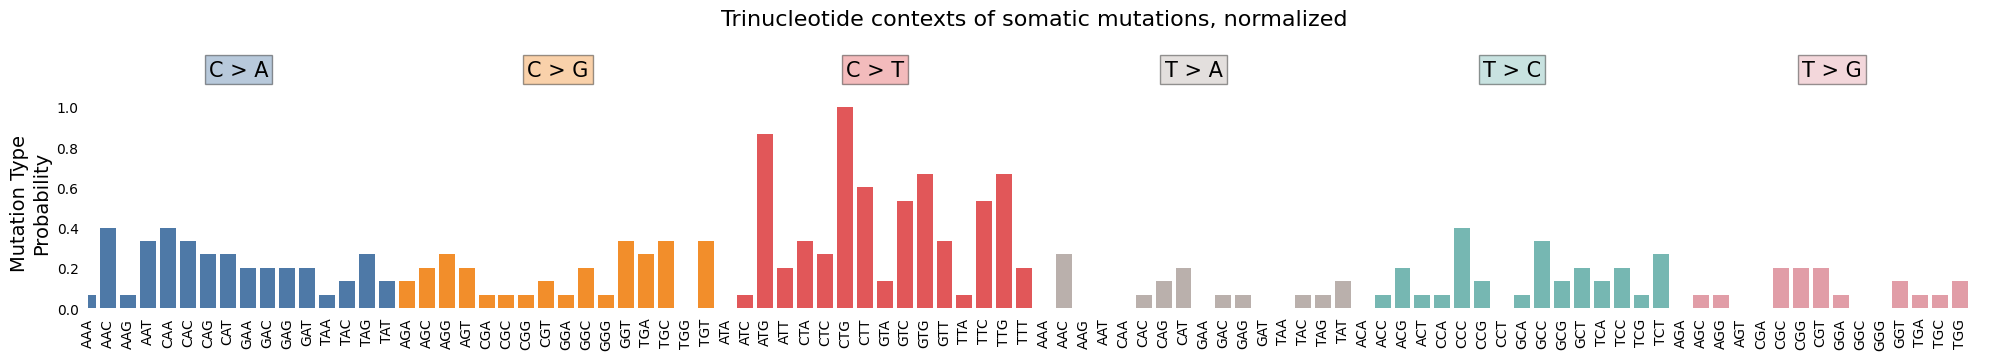 Trinucleotide contexts of somatic mutations, normalized
C > A
C > G
C > T
T > A
T > C
T > G
Mutation Type
Probability
1.0
0.8
0.6
0.4
0.2
0.0
AAA AAC AAG AAT CAA CAC CAG CAT GAA GAC GAG GAT TAA TAC TAG TAT AGA AGC AGG AGT CGA CGC CGG CGT GGA GGC GGG GGT TGA TGC TGG TGT ATA ATC ATG ATT CTA CTC CTG CTT GTA GTC GTG GTT TTA TTC TTG TTT AAA AAC AAG AAT CAA CAC CAG CAT GAA GAC GAG GAT TAA TAC TAG TAT ACA ACC ACG ACT CCA CCC CCG CCT GCA GCC GCG GCT TCA TCC TCG TCT AGA AGC AGG AGT CGA CGC CGG CGT GGA GGC GGG GGT TGA TGC TGG